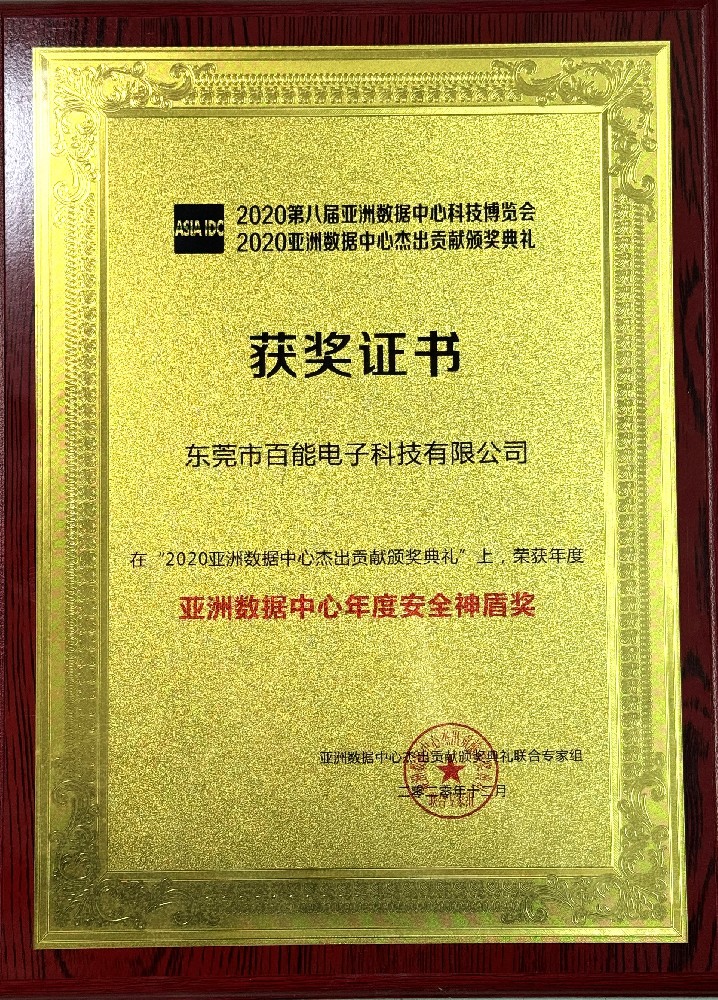 ASIA IDC
2020第八届亚洲数据中心科技博览会
2020亚洲数据中心杰出贡献颁奖典礼
获奖证书
东莞市百能电子科技有限公司
在“2020亚洲数据中心杰出贡献颁奖典礼”上，荣获年度
亚洲数据中心年度安全神盾奖
亚洲数据中心杰出贡献颁奖典礼联合专家组
二零二零年十二月